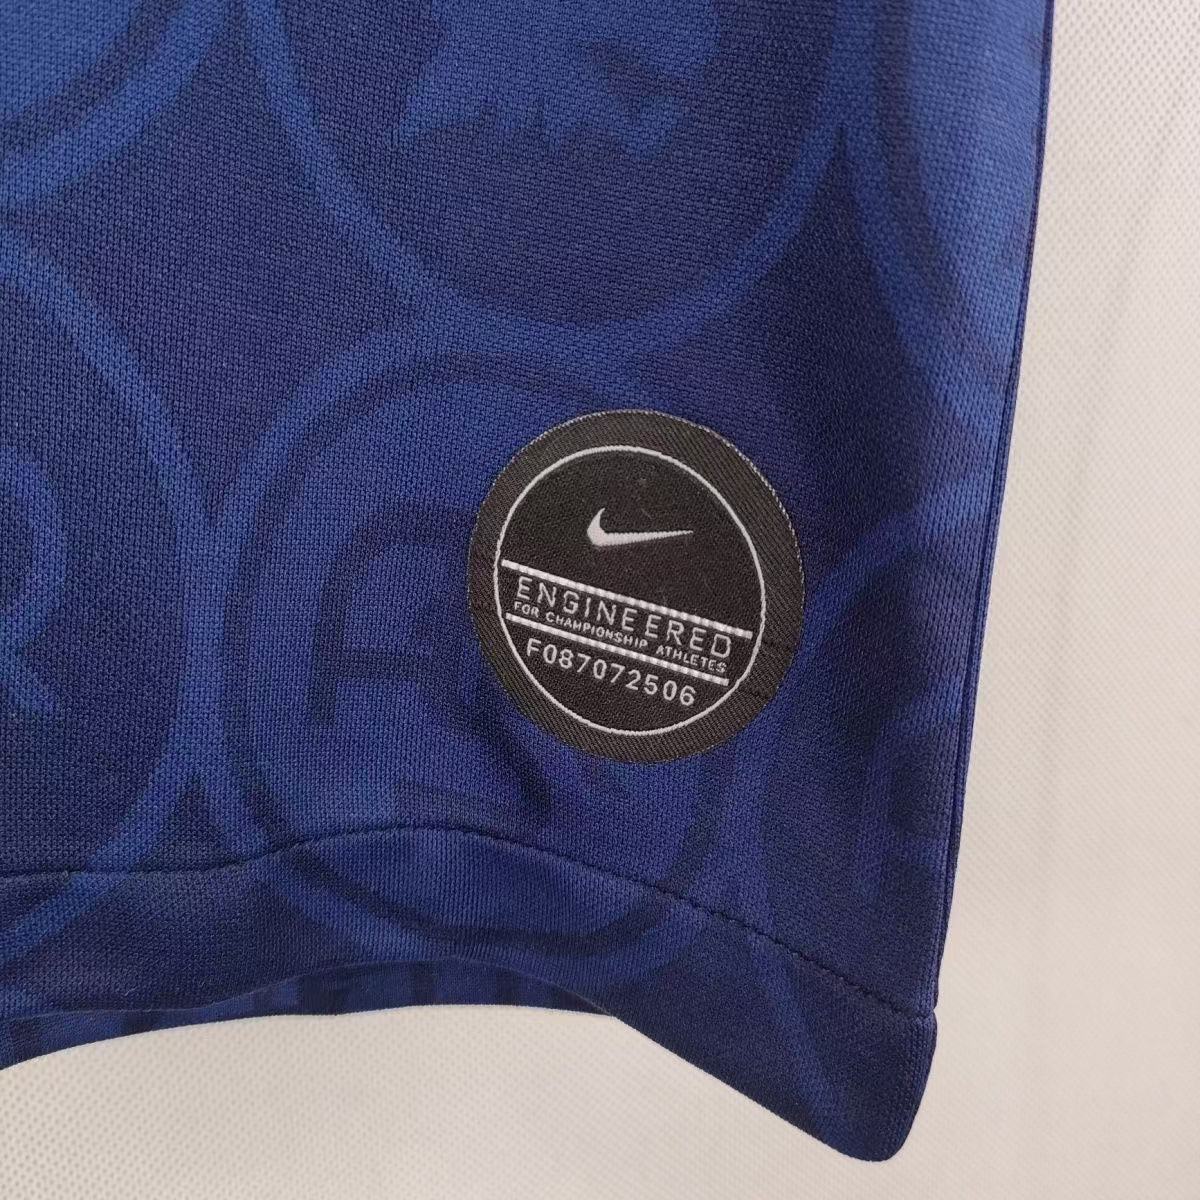 ENGINEERED
FOR CHAMPIONSHIP ATHLETES
F087072506